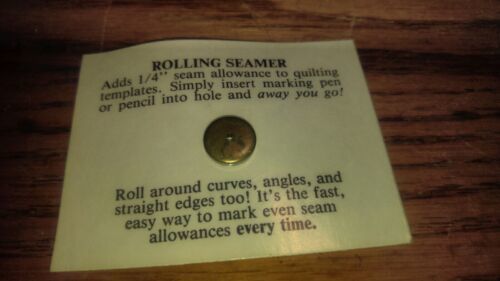 ROLLING SEAMER
Adds 1/4" seam allowance to quilting
templates. Simply insert marking pen
or pencil into hole and away you go!
Roll around curves, angles, and
straight edges too! It's the fast,
easy way to mark even seam
allowances every time.